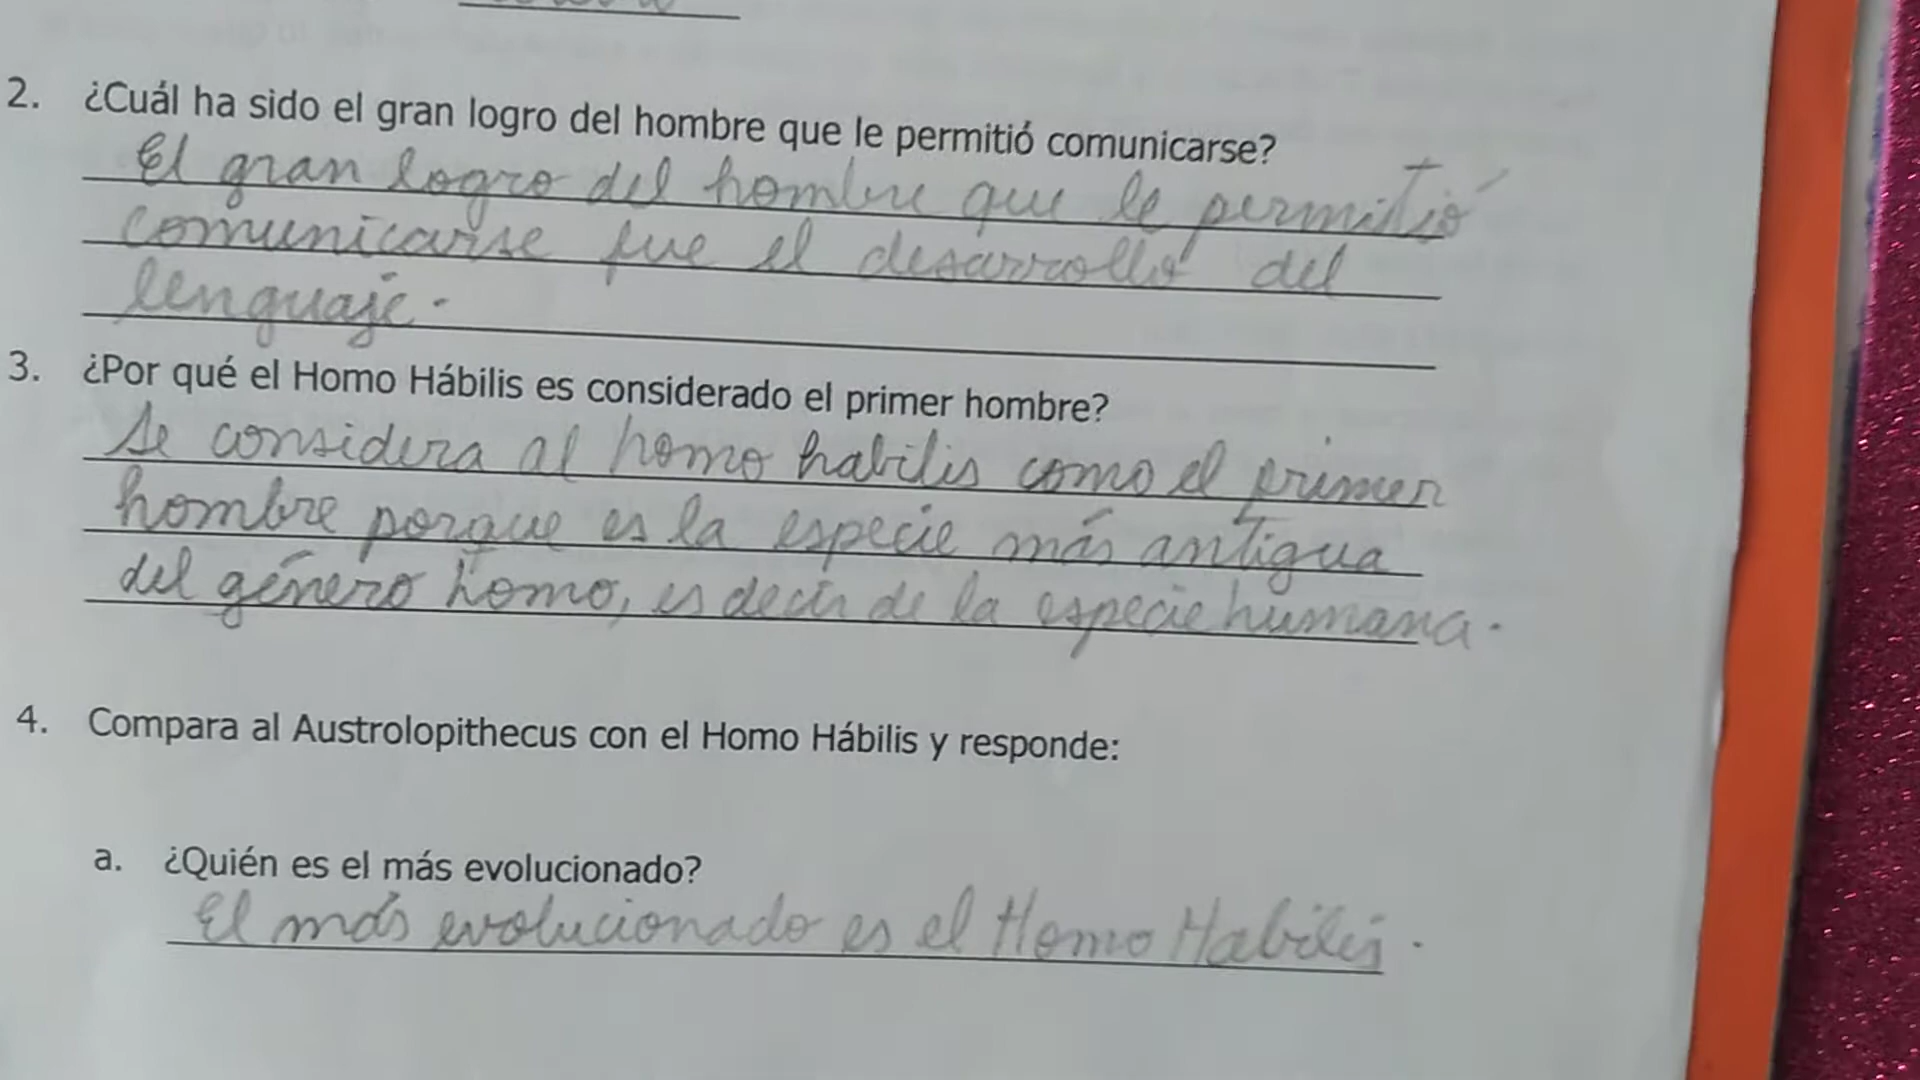 2. ¿Cuál ha sido el gran logro del hombre que le permitió comunicarse?
El gran logro del hombre que le permitió
comunicarse fue el desarrollo del
lenguaje.
3. ¿Por qué el Homo Hábilis es considerado el primer hombre?
Se considera al homo habilis como el primer
hombre porque es la especie más antigua
del género homo, es decir de la especie humana.
4. Compara al Austrolopithecus con el Homo Hábilis y responde:
a. ¿Quién es el más evolucionado?
El más evolucionado es el Homo Habilis.